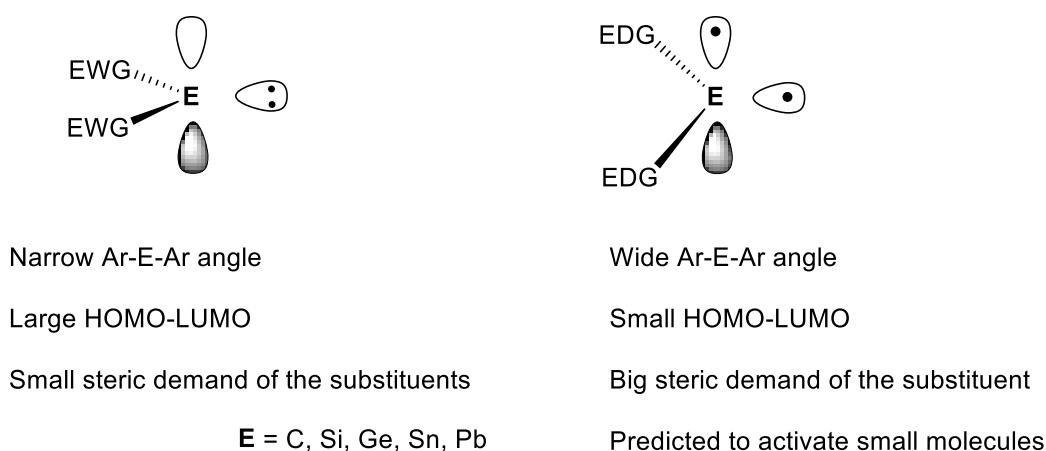 EWG
E
EWG
EDG
E
EDG
Narrow Ar-E-Ar angle
Wide Ar-E-Ar angle
Large HOMO-LUMO
Small HOMO-LUMO
Small steric demand of the substituents
Big steric demand of the substituent
E = C, Si, Ge, Sn, Pb
Predicted to activate small molecules